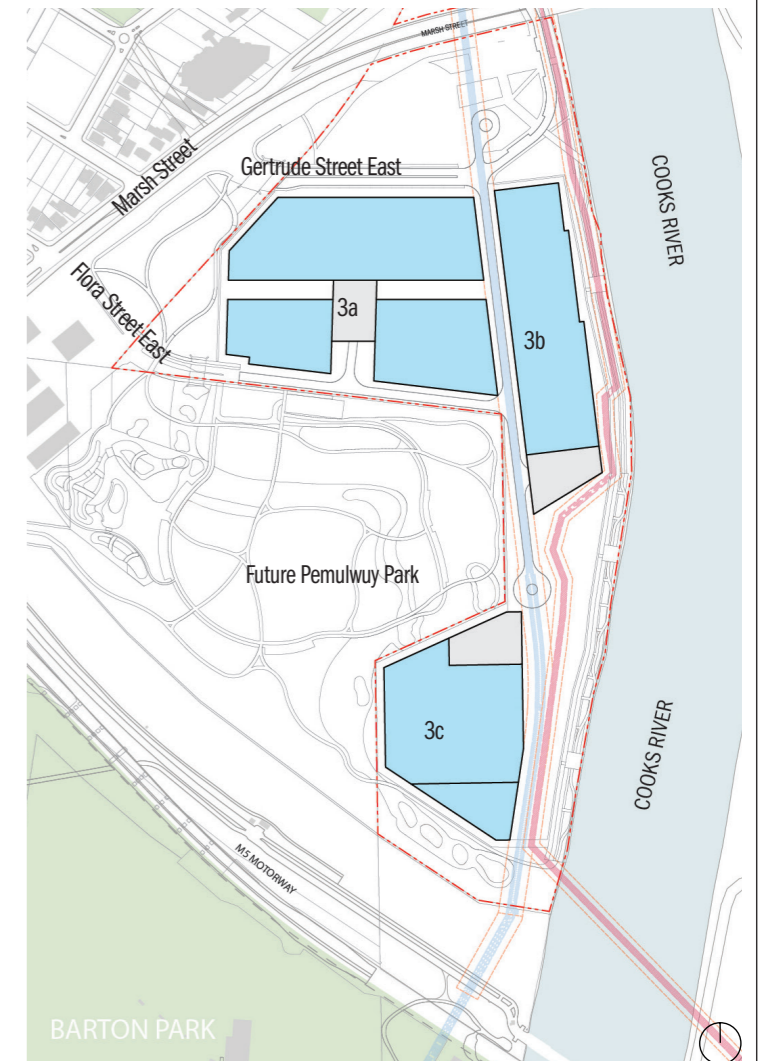 MARSH STREET
Marsh Street
Gertrude Street East
COOKS RIVER
Flora Street East
3a
3b
Future Pemulwuy Park
3c
COOKS RIVER
M5 MOTORWAY
BARTON PARK